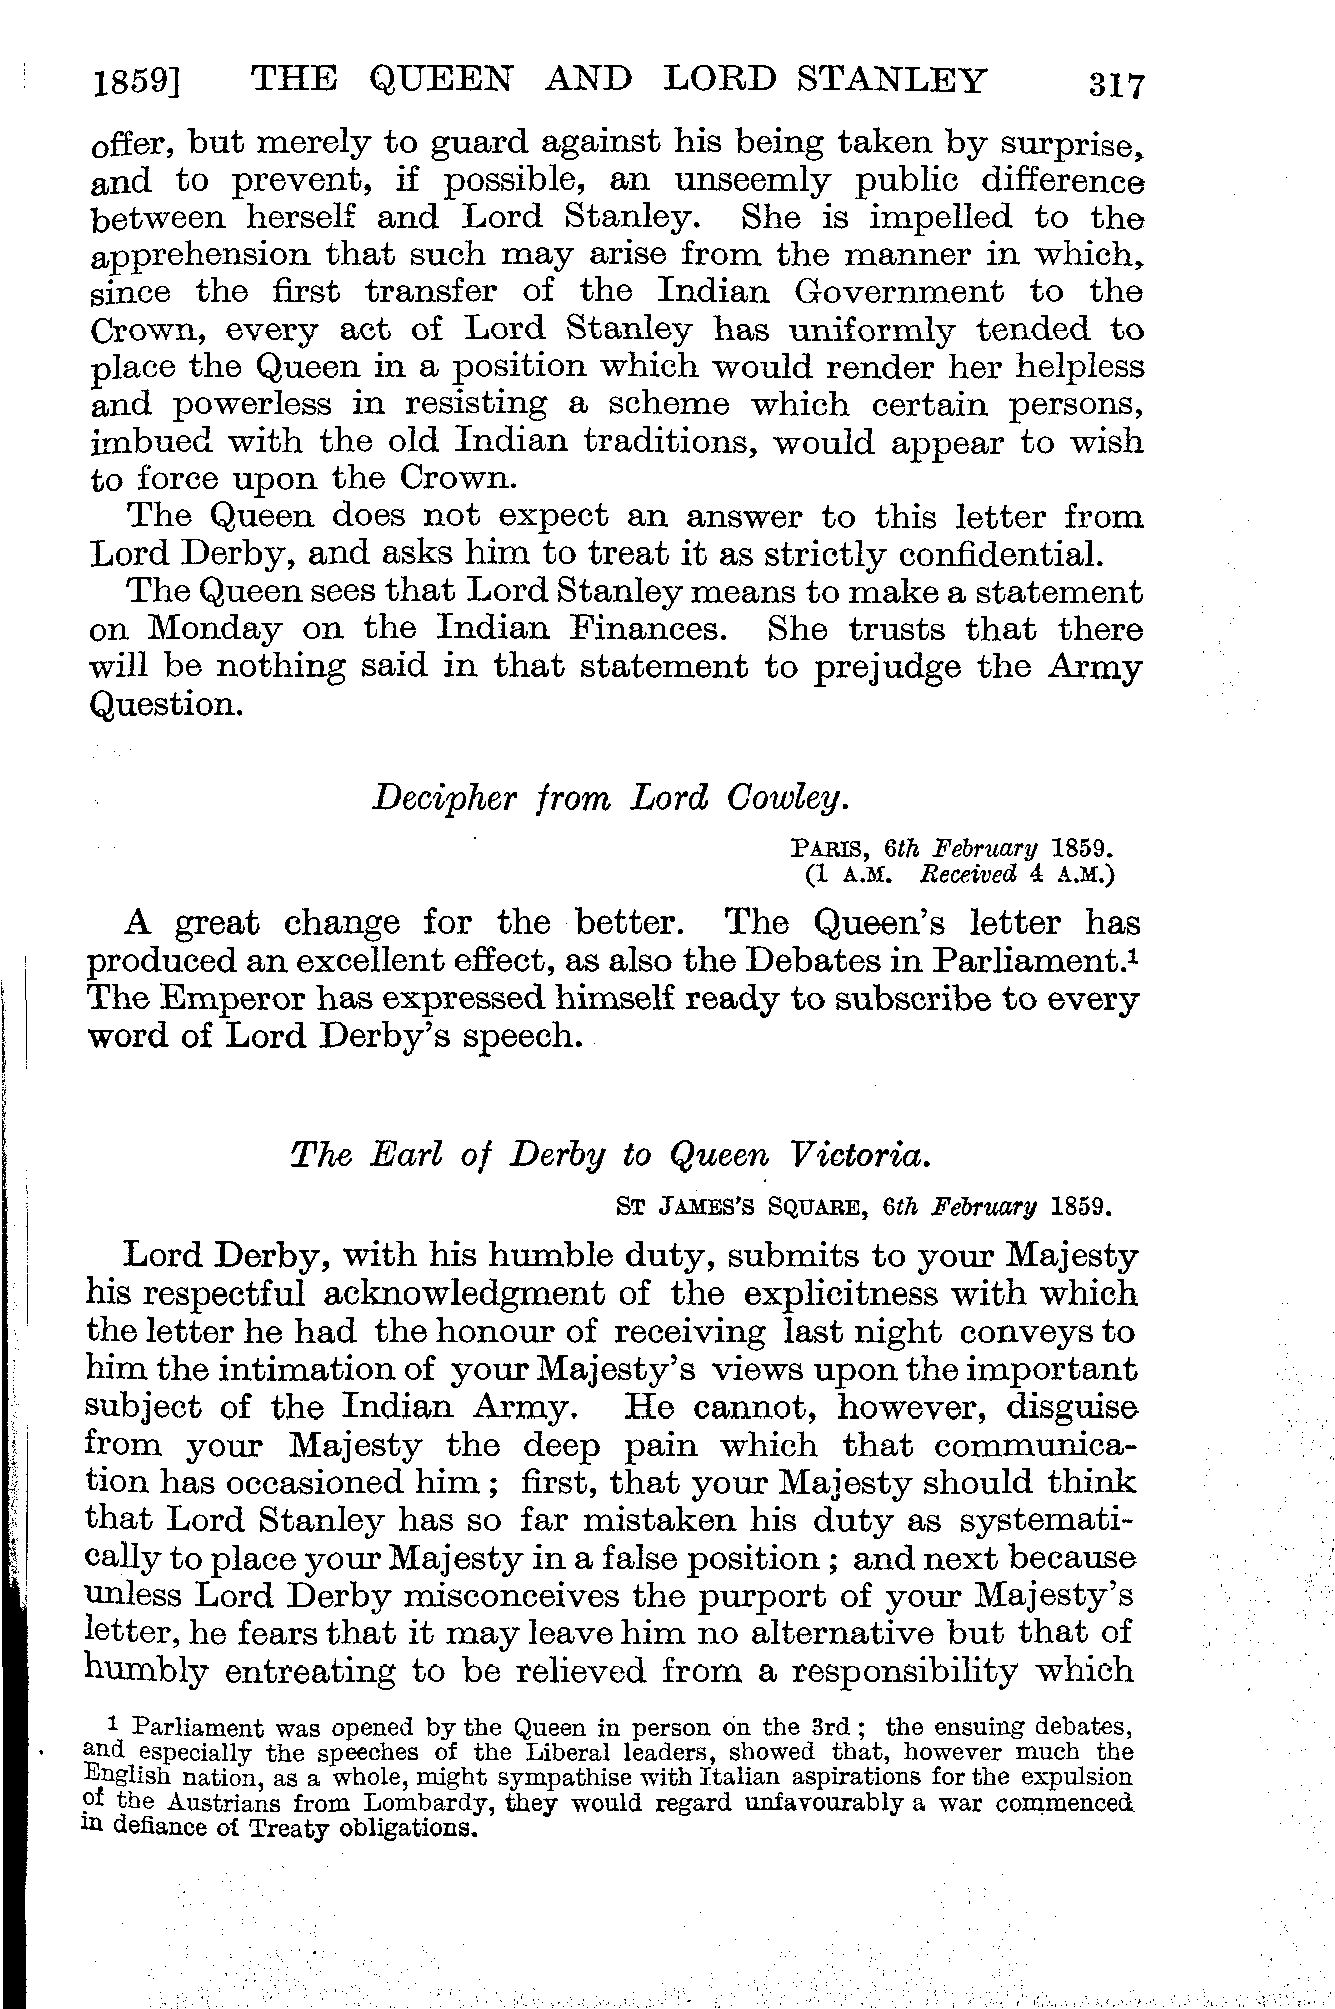 1859] THE QUEEN AND LORD STANLEY 317
offer, but merely to guard against his being taken by surprise,
and to prevent, if possible, an unseemly public difference
between herself and Lord Stanley. She is impelled to the
apprehension that such may arise from the manner in which,
since the first transfer of the Indian Government to the
Crown, every act of Lord Stanley has uniformly tended to
place the Queen in a position which would render her helpless
and powerless in resisting a scheme which certain persons,
imbued with the old Indian traditions, would appear to wish
to force upon the Crown.
The Queen does not expect an answer to this letter from
Lord Derby, and asks him to treat it as strictly confidential.
The Queen sees that Lord Stanley means to make a statement
on Monday on the Indian Finances. She trusts that there
will be nothing said in that statement to prejudge the Army
Question.
Decipher from Lord Cowley.
PARIS, 6th February 1859.
(1 A.M. Received 4 A.M.)
A great change for the better. The Queen's letter has
produced an excellent effect, as also the Debates in Parliament.¹
The Emperor has expressed himself ready to subscribe to every
word of Lord Derby's speech.
The Earl of Derby to Queen Victoria.
ST JAMES'S SQUARE, 6th February 1859.
Lord Derby, with his humble duty, submits to your Majesty
his respectful acknowledgment of the explicitness with which
the letter he had the honour of receiving last night conveys to
him the intimation of your Majesty's views upon the important
subject of the Indian Army. He cannot, however, disguise
from your Majesty the deep pain which that communica-
tion has occasioned him; first, that your Majesty should think
that Lord Stanley has so far mistaken his duty as systemati-
cally to place your Majesty in a false position; and next because
unless Lord Derby misconceives the purport of your Majesty's
letter, he fears that it may leave him no alternative but that of
humbly entreating to be relieved from a responsibility which
1 Parliament was opened by the Queen in person on the 3rd; the ensuing debates,
and especially the speeches of the Liberal leaders, showed that, however much the
English nation, as a whole, might sympathise with Italian aspirations for the expulsion
of the Austrians from Lombardy, they would regard unfavourably a war commenced
in defiance of Treaty obligations.